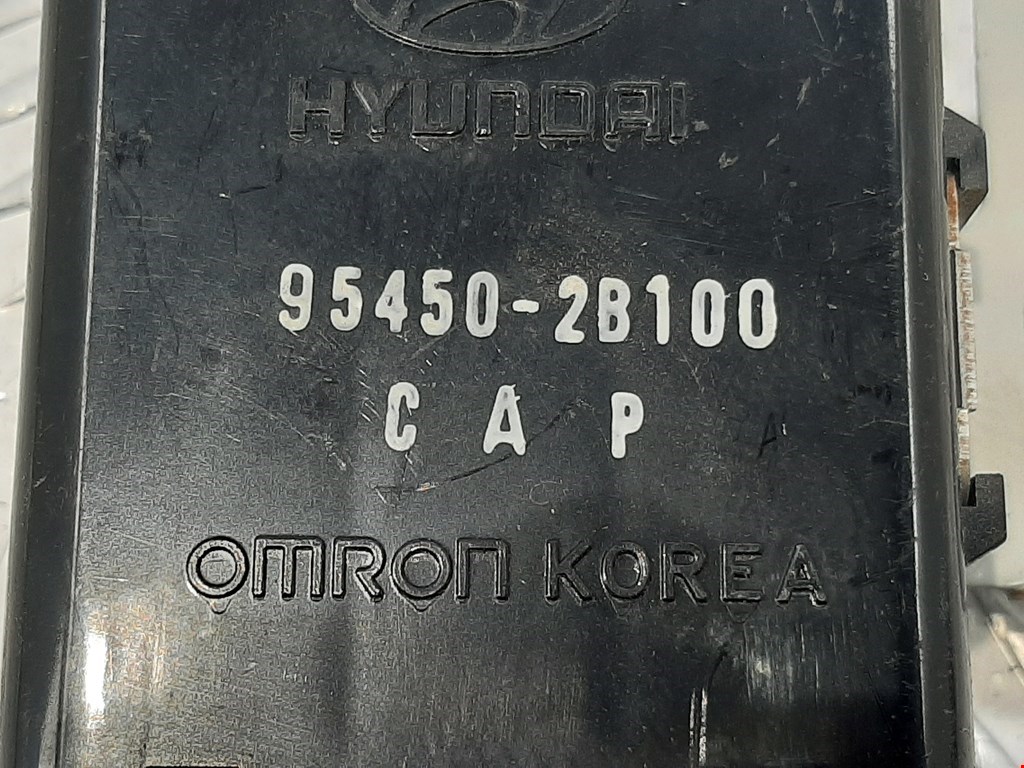 HYUNDAI
95450-2B100
C A P
OMRON KOREA